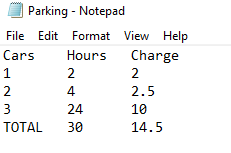 Parking - Notepad
File Edit Format View Help
Cars Hours Charge
1 2 2
2 4 2.5
3 24 10
TOTAL 30 14.5